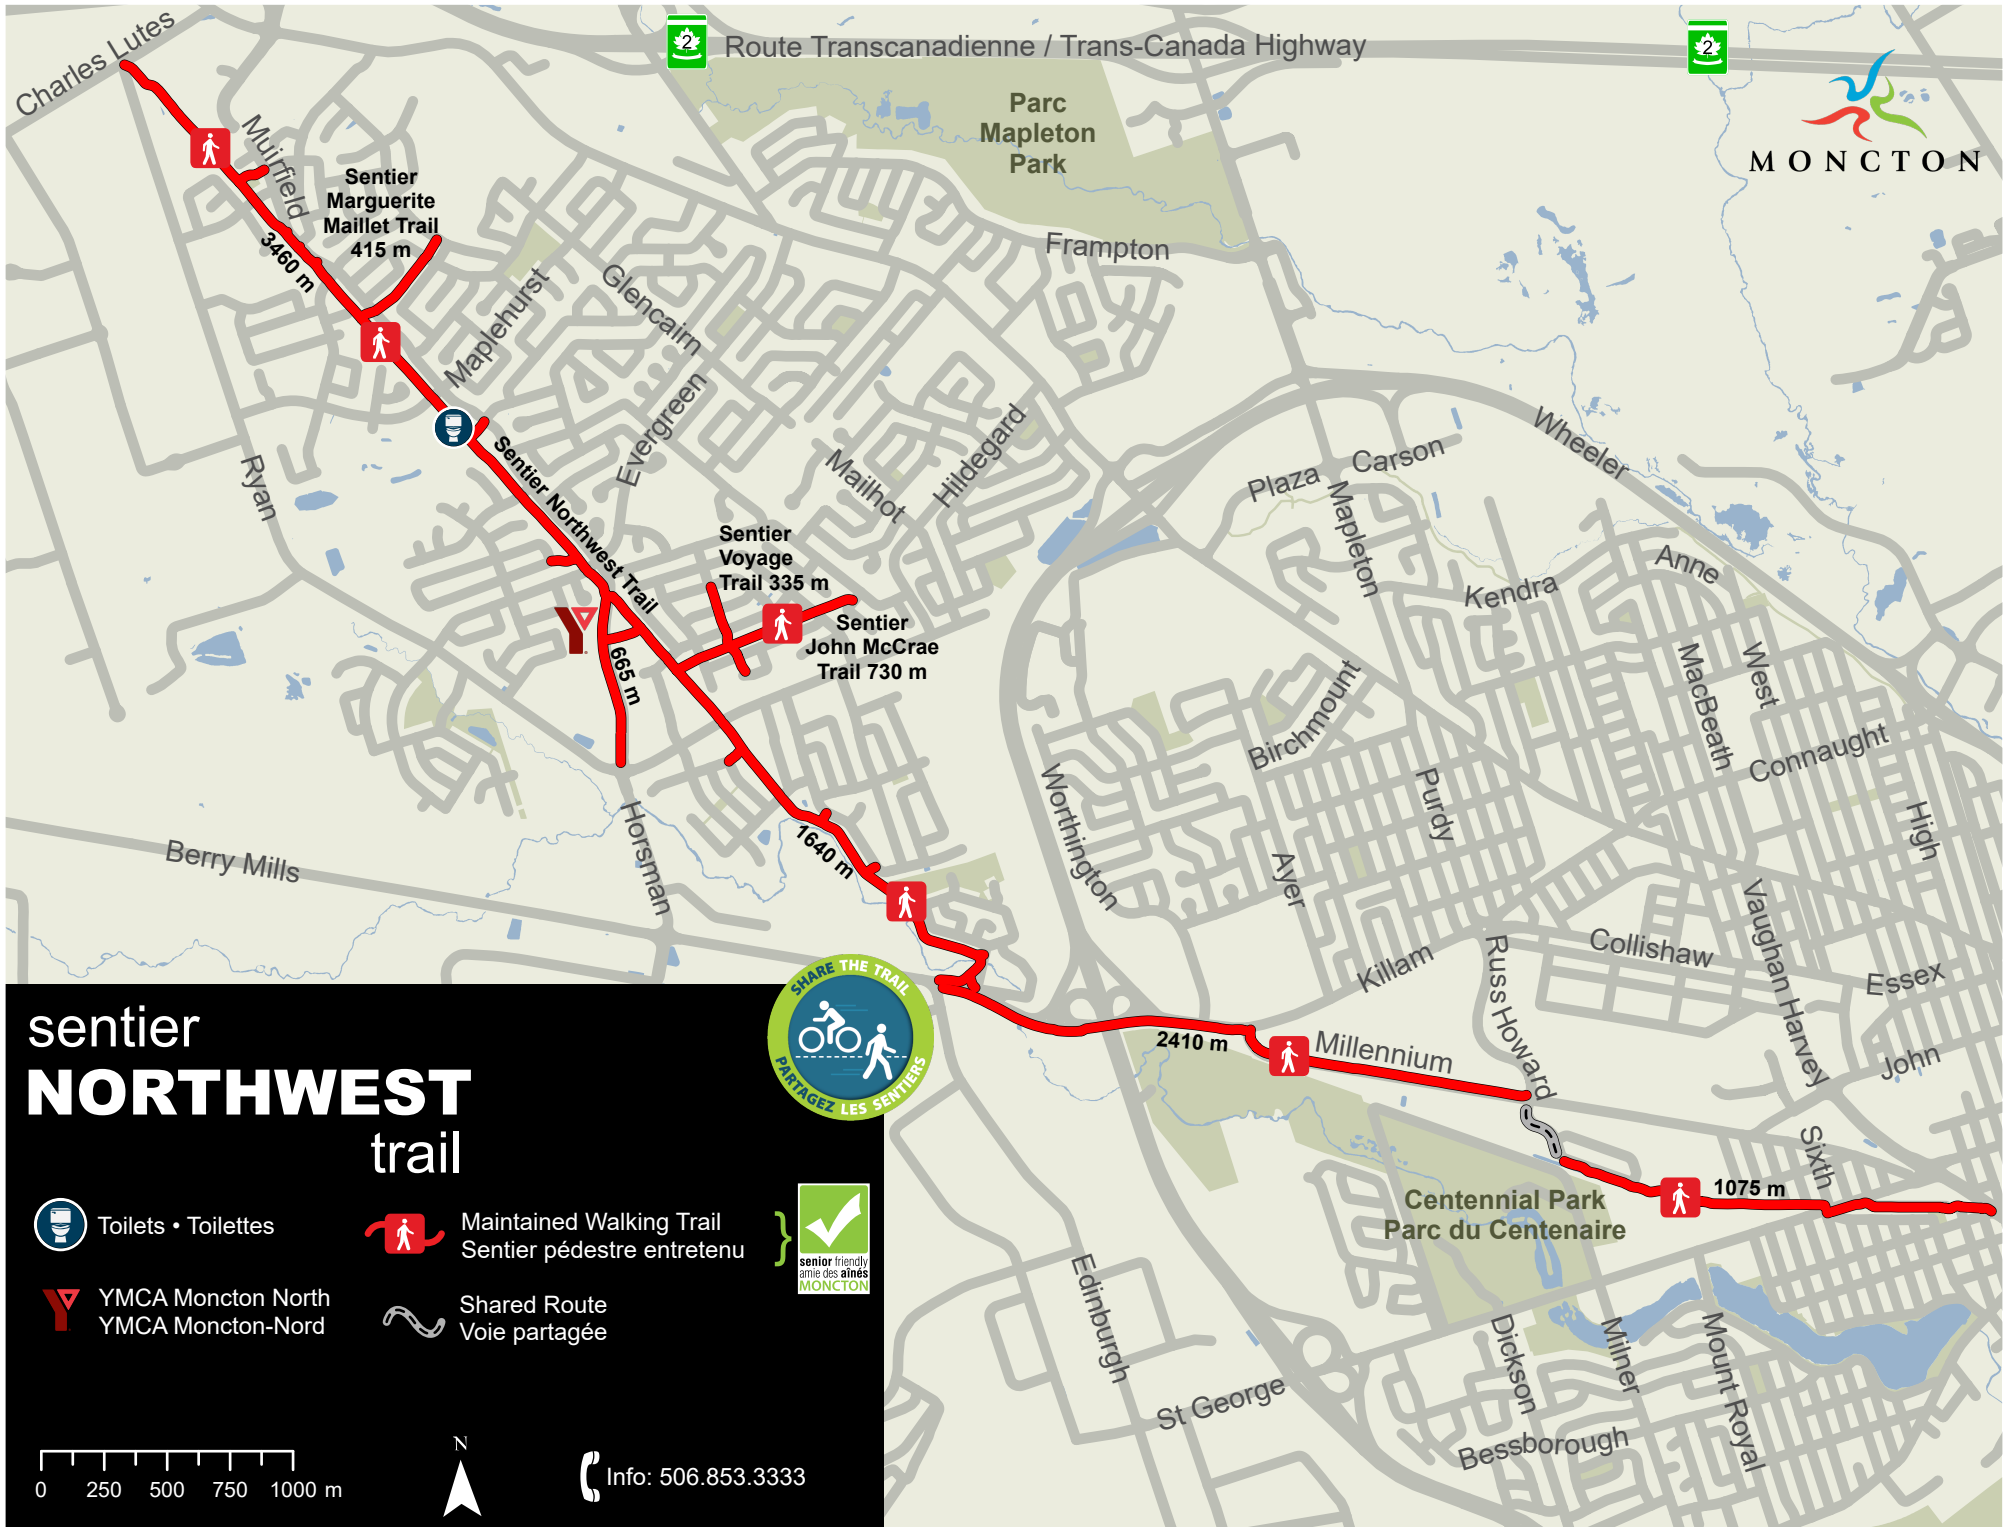 Charles Lutes
2
Route Transcanadienne / Trans-Canada Highway
2
MONCTON
Parc
Mapleton
Park
Muirfield
Sentier
Marguerite
Maillet Trail
415 m
3460 m
Frampton
Maplehurst
Glencairn
Evergreen
Mailhot
Hildegard
Ryan
Sentier Northwest Trail
Plaza
Carson
Wheeler
Mapleton
Kendra
Anne
West
MacBeath
Connaught
High
Sentier
Voyage
Trail 335 m
Sentier
John McCrae
Trail 730 m
665 m
Birchmount
Purdy
Worthington
Ayer
Horsman
1640 m
Berry Mills
Killam
Russ Howard
Collishaw
Vaughan Harvey
Essex
John
Sixth
2410 m
Millennium
1075 m
Centennial Park
Parc du Centenaire
Edinburgh
St George
Dickson
Milner
Mount Royal
Bessborough
SHARE THE TRAIL
PARTAGEZ LES SENTIERS
sentier
NORTHWEST
trail
Toilets • Toilettes
Maintained Walking Trail
Sentier pédestre entretenu
senior friendly
amie des aînés
MONCTON
YMCA Moncton North
YMCA Moncton-Nord
Shared Route
Voie partagée
0 250 500 750 1000 m
N
Info: 506.853.3333